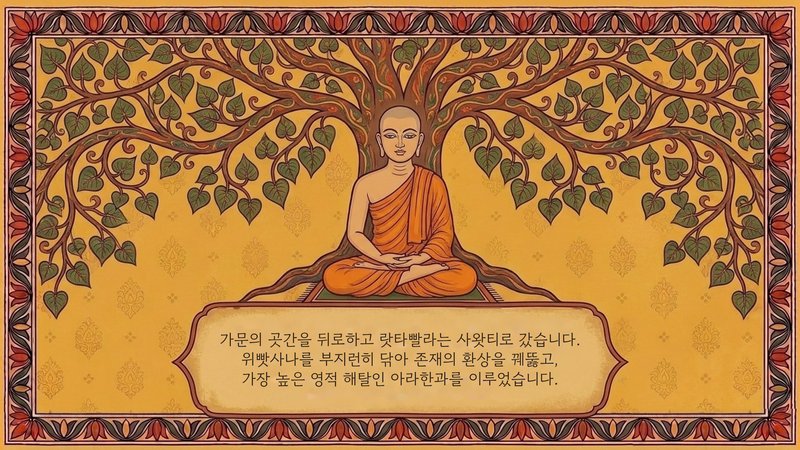 가문의 곳간을 뒤로하고 랏타빨라는 사왓티로 갔습니다.
위빳사나를 부지런히 닦아 존재의 환상을 꿰뚫고,
가장 높은 영적 해탈인 아라한과를 이루었습니다.